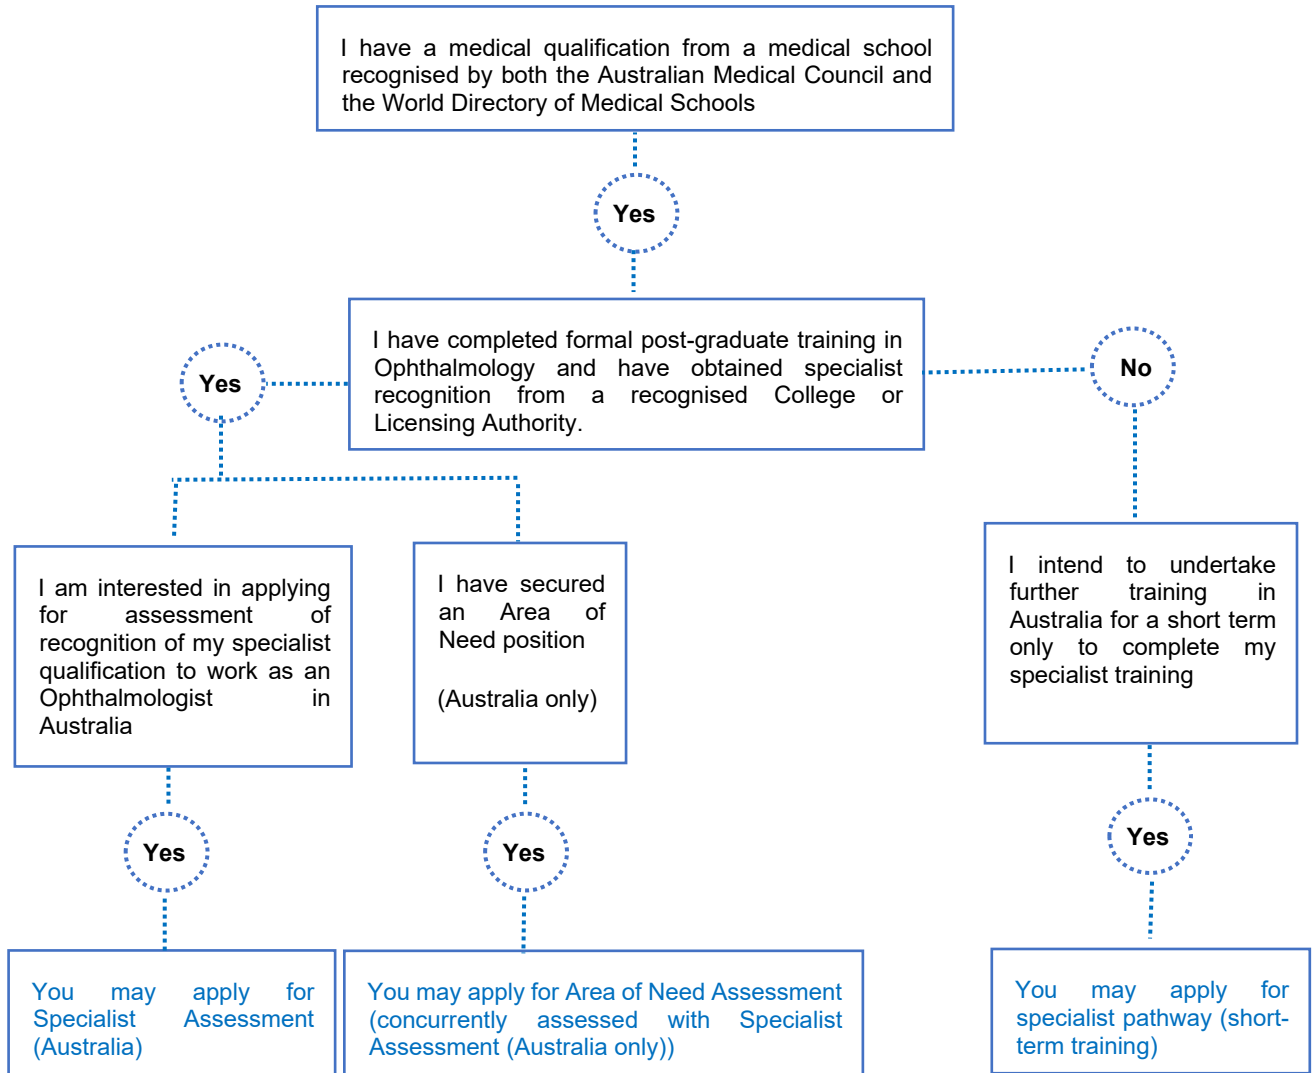 I have a medical qualification from a medical school
recognised by both the Australian Medical Council and
the World Directory of Medical Schools
Yes
I have completed formal post-graduate training in
Ophthalmology and have obtained specialist
recognition from a recognised College or
Licensing Authority.
Yes
No
I am interested in applying
for assessment of
recognition of my specialist
qualification to work as an
Ophthalmologist in
Australia
I have secured
an Area of
Need position
(Australia only)
I intend to undertake
further training in
Australia for a short term
only to complete my
specialist training
Yes
Yes
Yes
You may apply for
Specialist Assessment
(Australia)
You may apply for Area of Need Assessment
(concurrently assessed with Specialist
Assessment (Australia only))
You may apply for
specialist pathway (short-
term training)